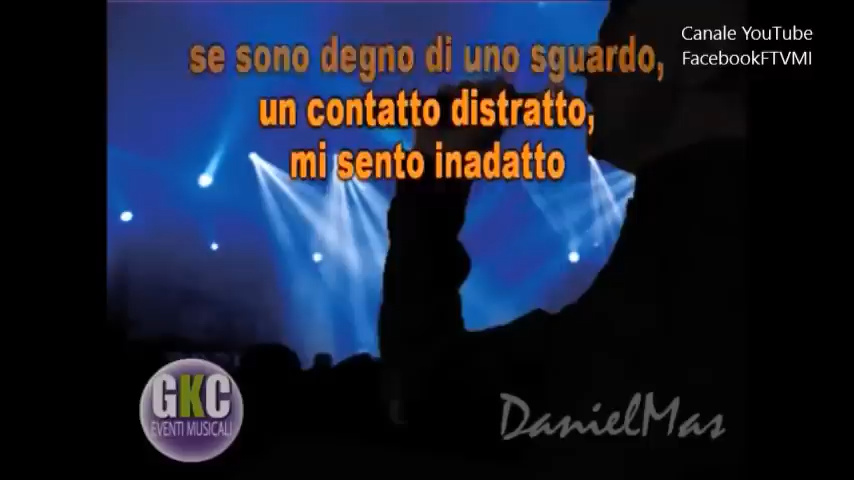 Canale YouTube
FacebookFTVMI
se sono degno di uno sguardo,
un contatto distratto,
mi sento inadatto
GKC
EVENTI MUSICALI
DanielMas